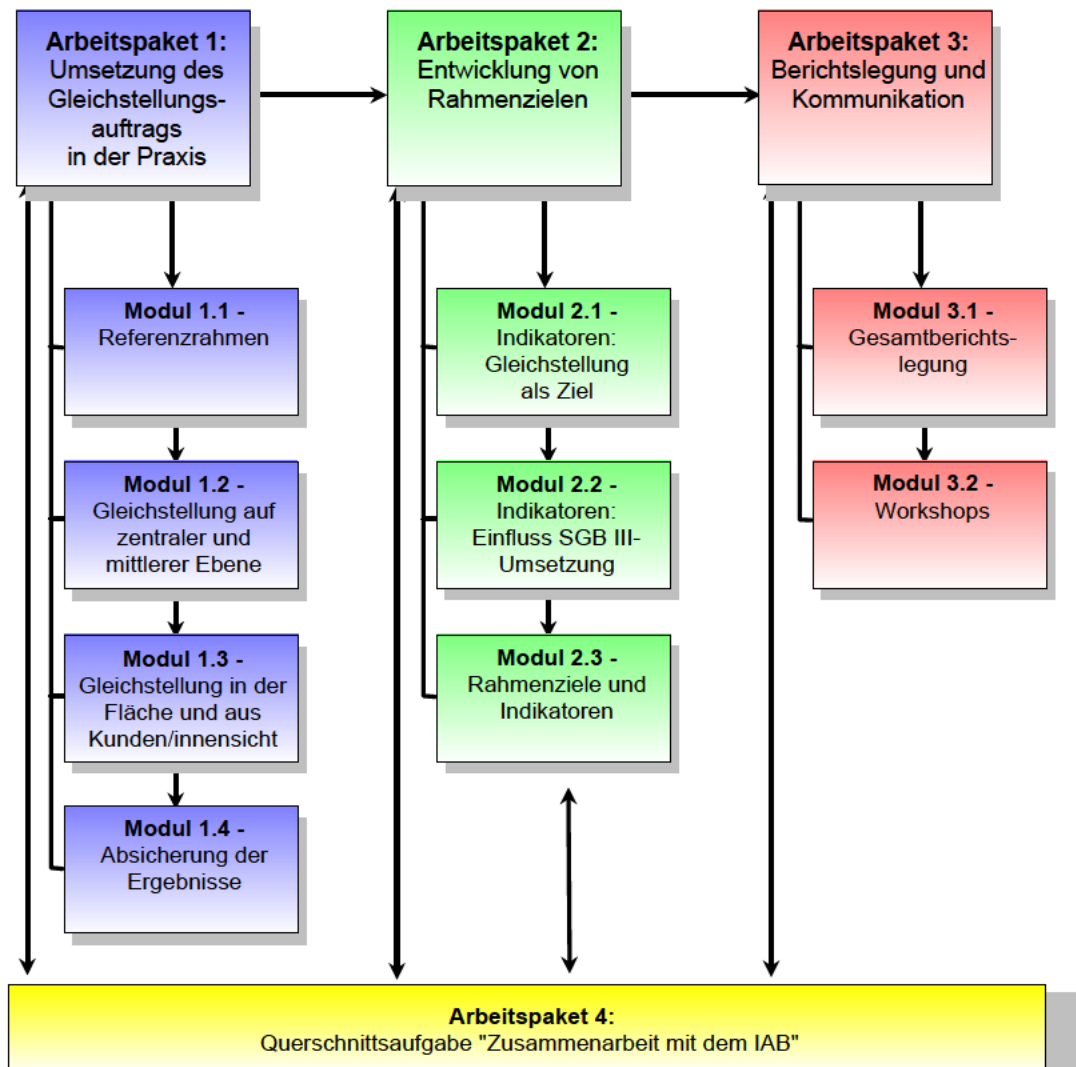 Arbeitspaket 1:
Umsetzung des
Gleichstellungs-
auftrags
in der Praxis
Arbeitspaket 2:
Entwicklung von
Rahmenzielen
Arbeitspaket 3:
Berichtslegung und
Kommunikation
Modul 1.1 -
Referenzrahmen
Modul 1.2 -
Gleichstellung auf
zentraler und
mittlerer Ebene
Modul 1.3 -
Gleichstellung in der
Fläche und aus
Kunden/innensicht
Modul 1.4 -
Absicherung der
Ergebnisse
Modul 2.1 -
Indikatoren:
Gleichstellung
als Ziel
Modul 2.2 -
Indikatoren:
Einfluss SGB III-
Umsetzung
Modul 2.3 -
Rahmenziele und
Indikatoren
Modul 3.1 -
Gesamtberichts-
legung
Modul 3.2 -
Workshops
Arbeitspaket 4:
Querschnittsaufgabe "Zusammenarbeit mit dem IAB"